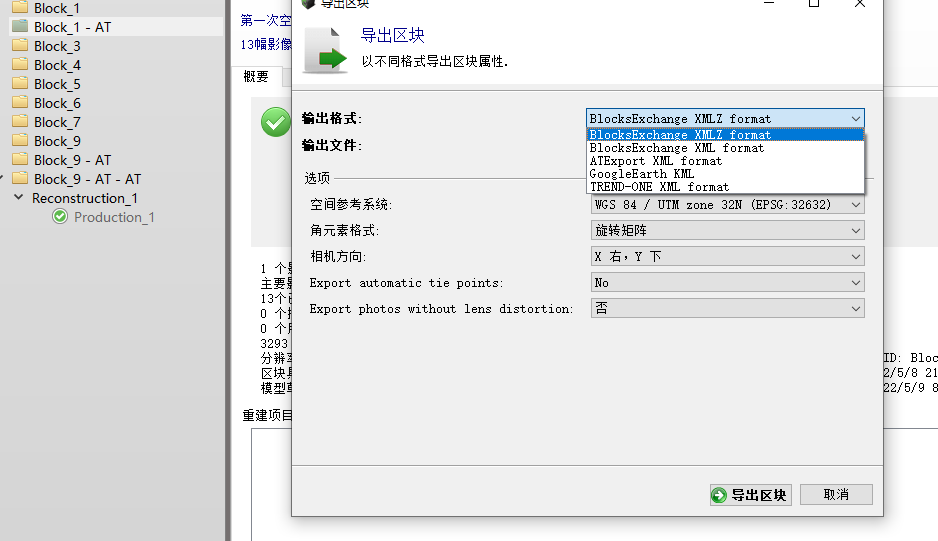 Block_1
Block_1 - AT
Block_3
Block_4
Block_5
Block_6
Block_7
Block_9
Block_9 - AT
Block_9 - AT - AT
Reconstruction_1
Production_1
第一次空
13幅影像
概要
1 个
主要
13个
0 个
0 个
3293
分辨率
区块
模型
重建项目
导出区块
导出区块
以不同格式导出区块属性.
输出格式:
BlocksExchange XMLZ format
输出文件:
BlocksExchange XMLZ format
BlocksExchange XML format
ATExport XML format
GoogleEarth KML
TREND-ONE XML format
选项
空间参考系统:
WGS 84 / UTM zone 32N (EPSG:32632)
角元素格式:
旋转矩阵
相机方向:
X 右，Y 下
Export automatic tie points:
No
Export photos without lens distortion:
否
导出区块
取消
ID: Bloc
2/5/8 21
22/5/9 8